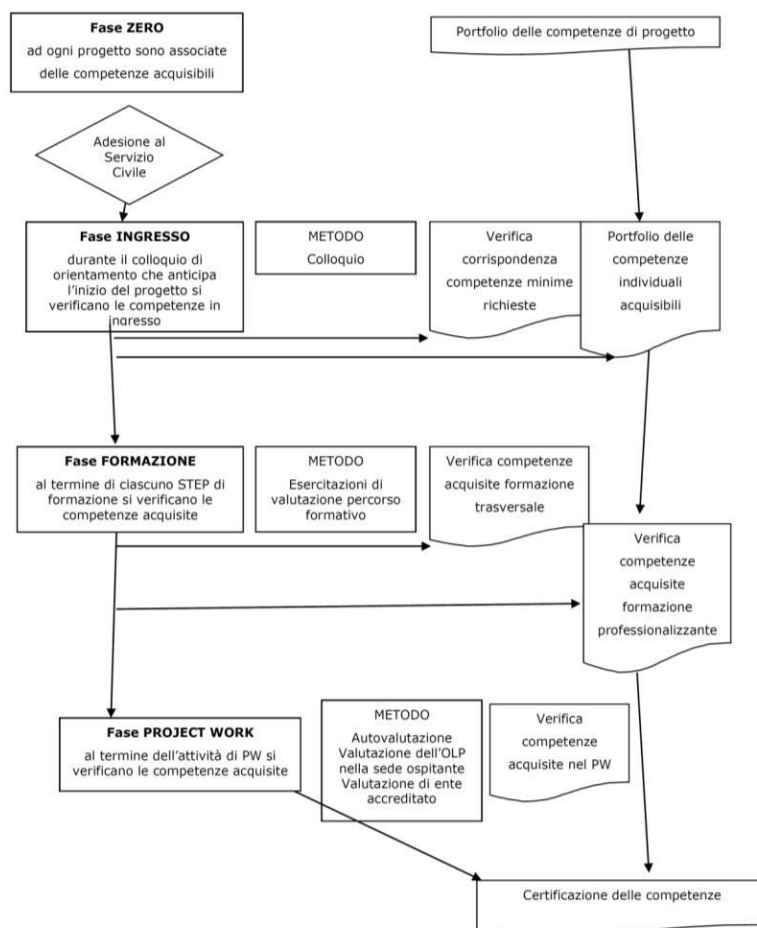 Fase ZERO
ad ogni progetto sono associate
delle competenze acquisibili
Portfolio delle competenze di progetto
Adesione al
Servizio
Civile
Fase INGRESSO
durante il colloquio di
orientamento che anticipa
l'inizio del progetto si
verificano le competenze in
ingresso
METODO
Colloquio
Verifica
corrispondenza
competenze minime
richieste
Portfolio delle
competenze
individuali
acquisibili
Fase FORMAZIONE
al termine di ciascuno STEP di
formazione si verificano le
competenze acquisite
METODO
Esercitazioni di
valutazione percorso
formativo
Verifica competenze
acquisite formazione
trasversale
Verifica
competenze
acquisite
formazione
professionalizzante
Fase PROJECT WORK
al termine dell'attività di PW si
verificano le competenze acquisite
METODO
Autovalutazione
Valutazione dell'OLP
nella sede ospitante
Valutazione di ente
accreditato
Verifica
competenze
acquisite nel PW
Certificazione delle competenze